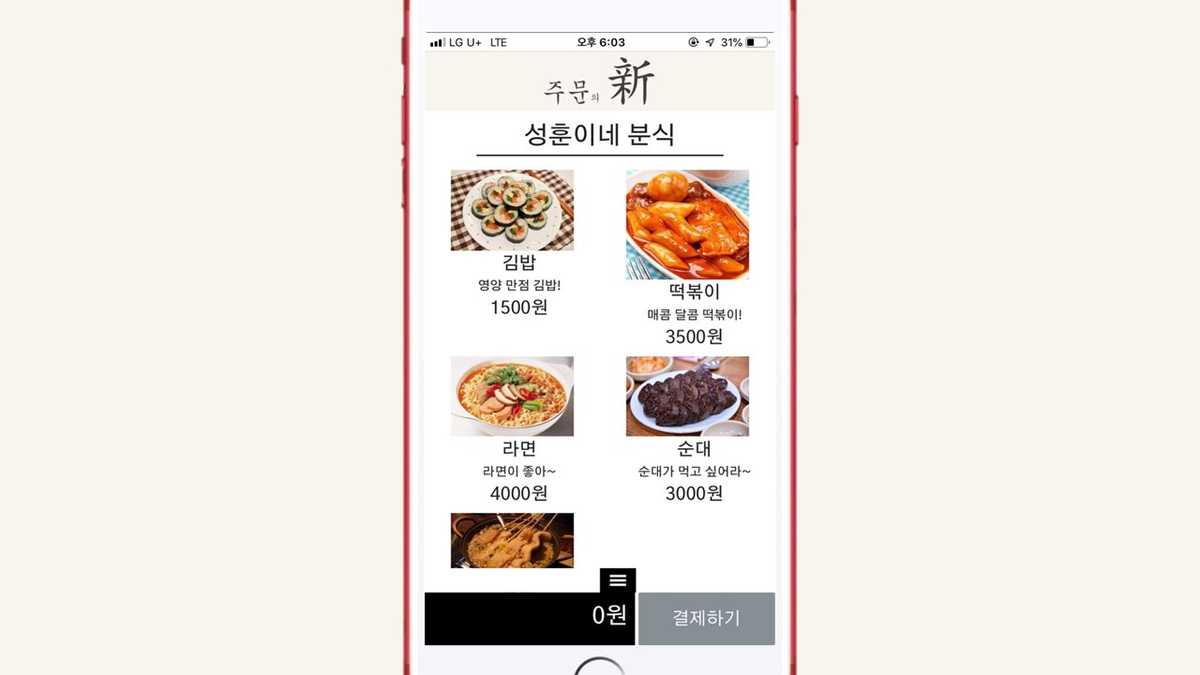 LG U+ LTE 오후 6:03 31%
주문의 新
성훈이네 분식
김밥
영양 만점 김밥!
1500원
떡볶이
매콤 달콤 떡볶이!
3500원
라면
라면이 좋아~
4000원
순대
순대가 먹고 싶어라~
3000원
0원 결제하기